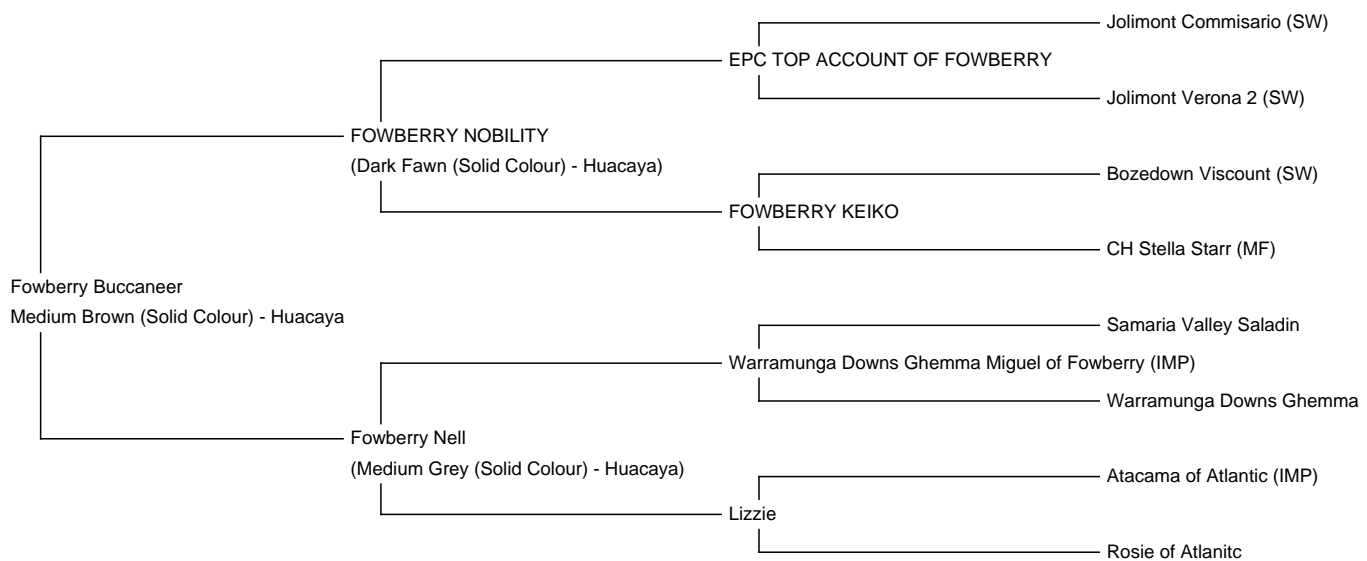 Jolimont Commisario (SW)
EPC TOP ACCOUNT OF FOWBERRY
Jolimont Verona 2 (SW)
FOWBERRY NOBILITY
(Dark Fawn (Solid Colour) - Huacaya)
Bozedown Viscount (SW)
FOWBERRY KEIKO
CH Stella Starr (MF)
Fowberry Buccaneer
Medium Brown (Solid Colour) - Huacaya
Samaria Valley Saladin
Warramunga Downs Ghemma Miguel of Fowberry (IMP)
Warramunga Downs Ghemma
Fowberry Nell
(Medium Grey (Solid Colour) - Huacaya)
Atacama of Atlantic (IMP)
Lizzie
Rosie of Atlanitc